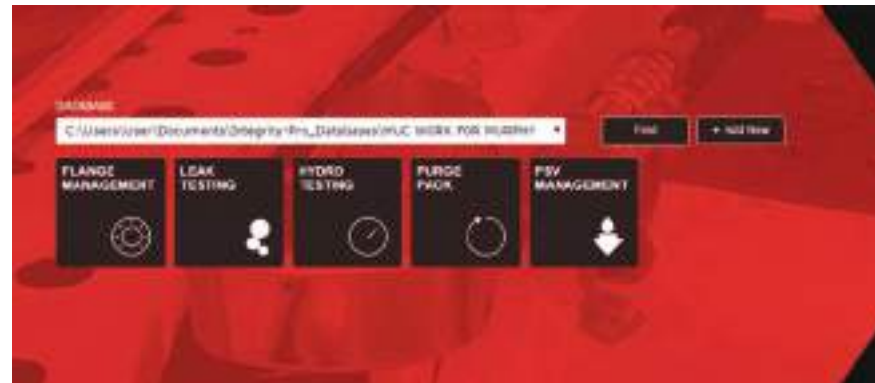 DATABASE
C:\Users\User\Documents\Integrity-Pro_Databases\HUC WORK FOR MURPHY
Find
+ Add New
FLANGE
MANAGEMENT
LEAK
TESTING
HYDRO
TESTING
PURGE
PACK
PSV
MANAGEMENT